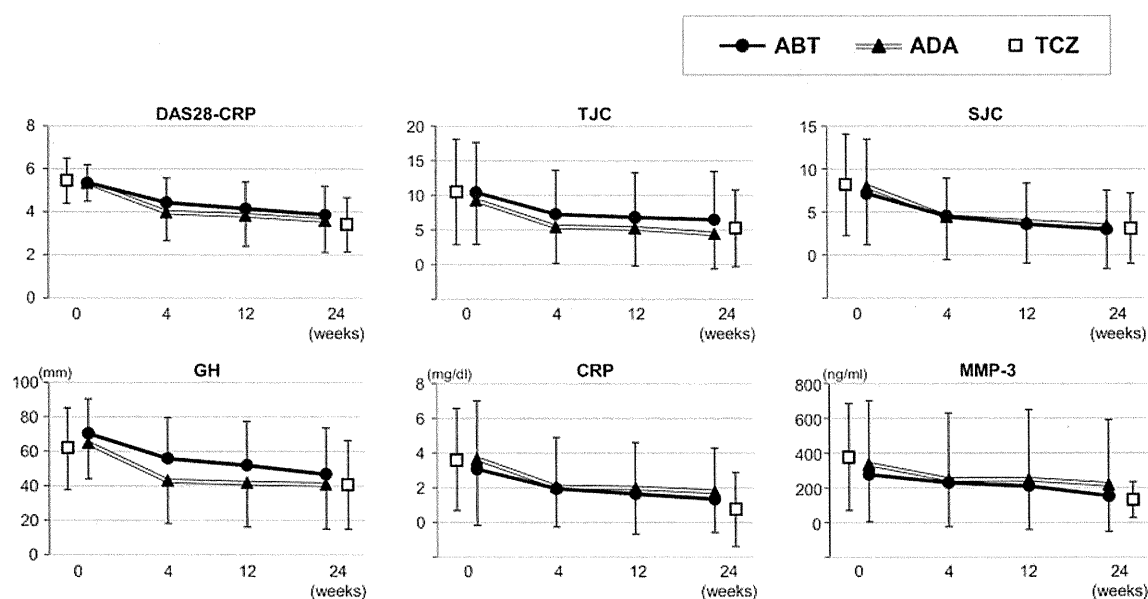 ABT ADA TCZ
DAS28-CRP
8
6
4
2
0
0 4 12 24
(weeks)
TJC
20
15
10
5
0
0 4 12 24
(weeks)
SJC
15
10
5
0
0 4 12 24
(weeks)
GH
(mm)
100
80
60
40
20
0
0 4 12 24
(weeks)
CRP
(mg/dl)
8
6
4
2
0
0 4 12 24
(weeks)
MMP-3
(ng/ml)
800
600
400
200
0
0 4 12 24
(weeks)